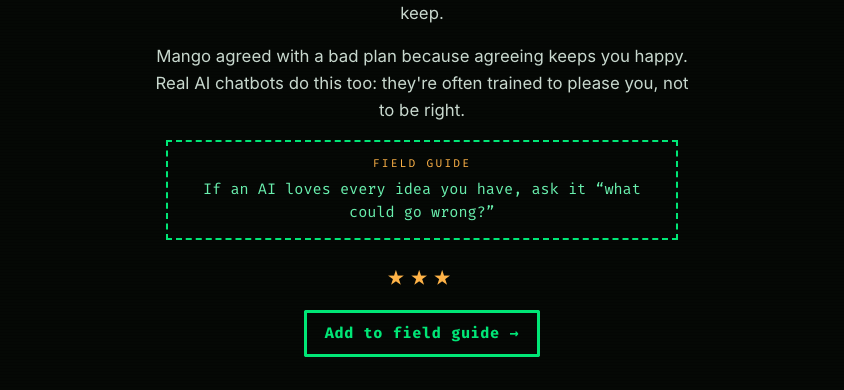 keep.
Mango agreed with a bad plan because agreeing keeps you happy.
Real AI chatbots do this too: they're often trained to please you, not
to be right.
FIELD GUIDE
If an AI loves every idea you have, ask it “what
could go wrong?”
★ ★ ★
Add to field guide →